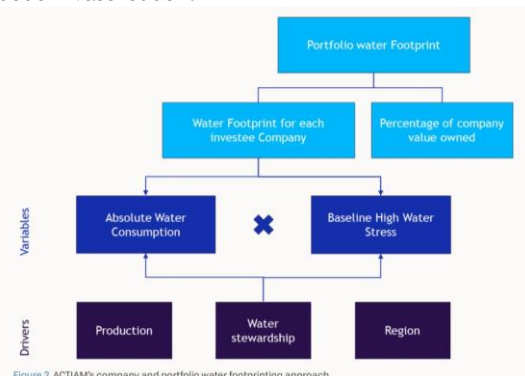 Portfolio water Footprint
Water Footprint for each
investee Company
Percentage of company
value owned
Variables
Absolute Water
Consumption
Baseline High Water
Stress
Drivers
Production
Water
stewardship
Region
Figure 2 ACTIAM's company and portfolio water footprinting approach